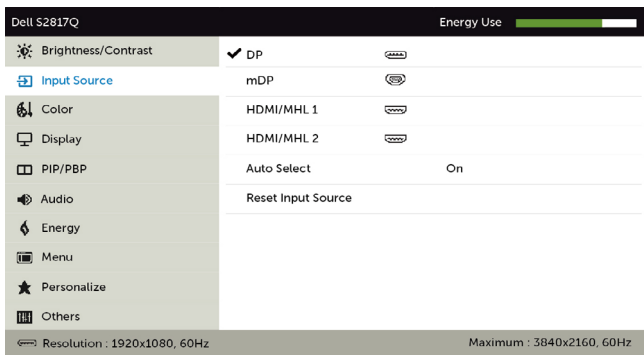 Dell S2817Q Energy Use
Brightness/Contrast
Input Source
Color
Display
PIP/PBP
Audio
Energy
Menu
Personalize
Others
DP
mDP
HDMI/MHL 1
HDMI/MHL 2
Auto Select On
Reset Input Source
Resolution : 1920x1080, 60Hz Maximum : 3840x2160, 60Hz